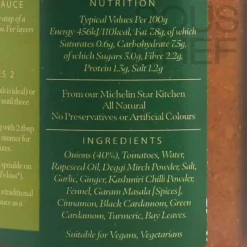 SAUCE
NUTRITION
Typical Values Per 100g
Energy 456kJ/110kcal, Fat 7.8g, of which
Saturates 0.6g, Carbohydrate 7.5g,
of which Sugars 3.0g, Fibre 2.2g,
Protein 1.3g, Salt 1.2g
From our Michelin Star Kitchen
All Natural
No Preservatives or Artificial Colours
INGREDIENTS
Onions (40%), Tomatoes, Water,
Rapeseed Oil, Deggi Mirch Powder, Salt,
Garlic, Ginger, Kashmiri Chilli Powder,
Fennel, Garam Masala [Spices],
Cinnamon, Black Cardamom, Green
Cardamom, Turmeric, Bay Leaves.
Suitable for Vegans, Vegetarians